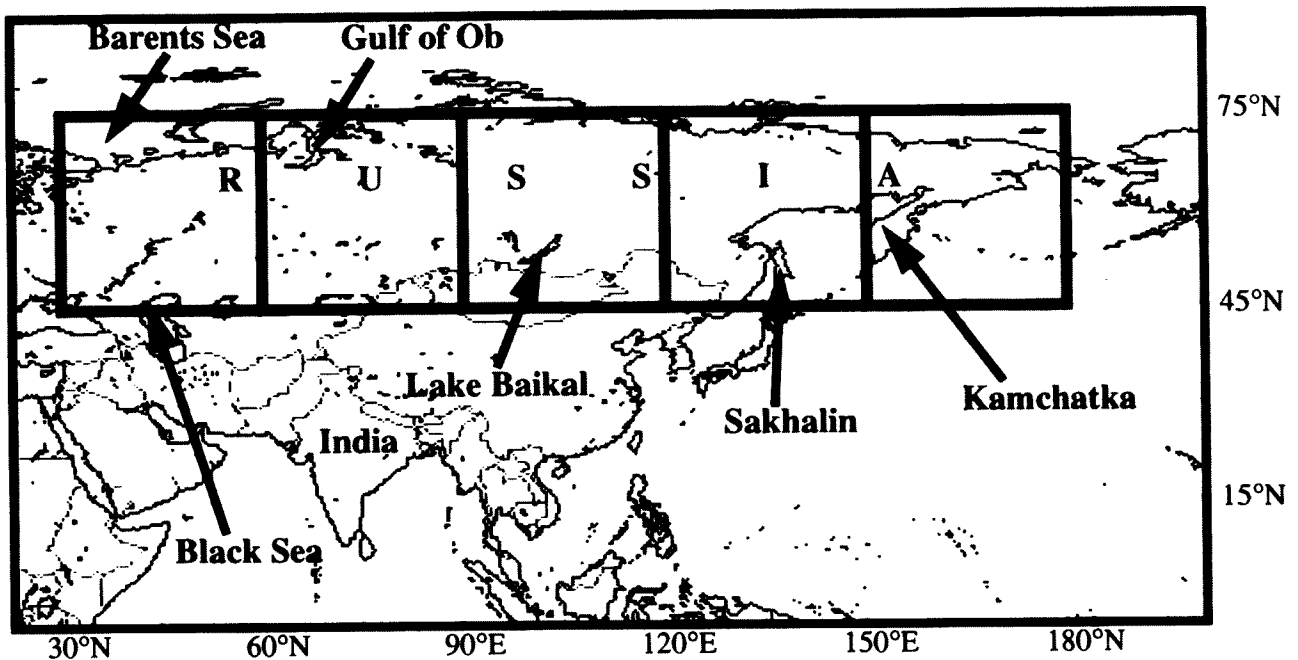 Barents Sea
Gulf of Ob
75°N
R U S S I A
45°N
Lake Baikal
Kamchatka
Sakhalin
India
15°N
Black Sea
30°N 60°N 90°E 120°E 150°E 180°N